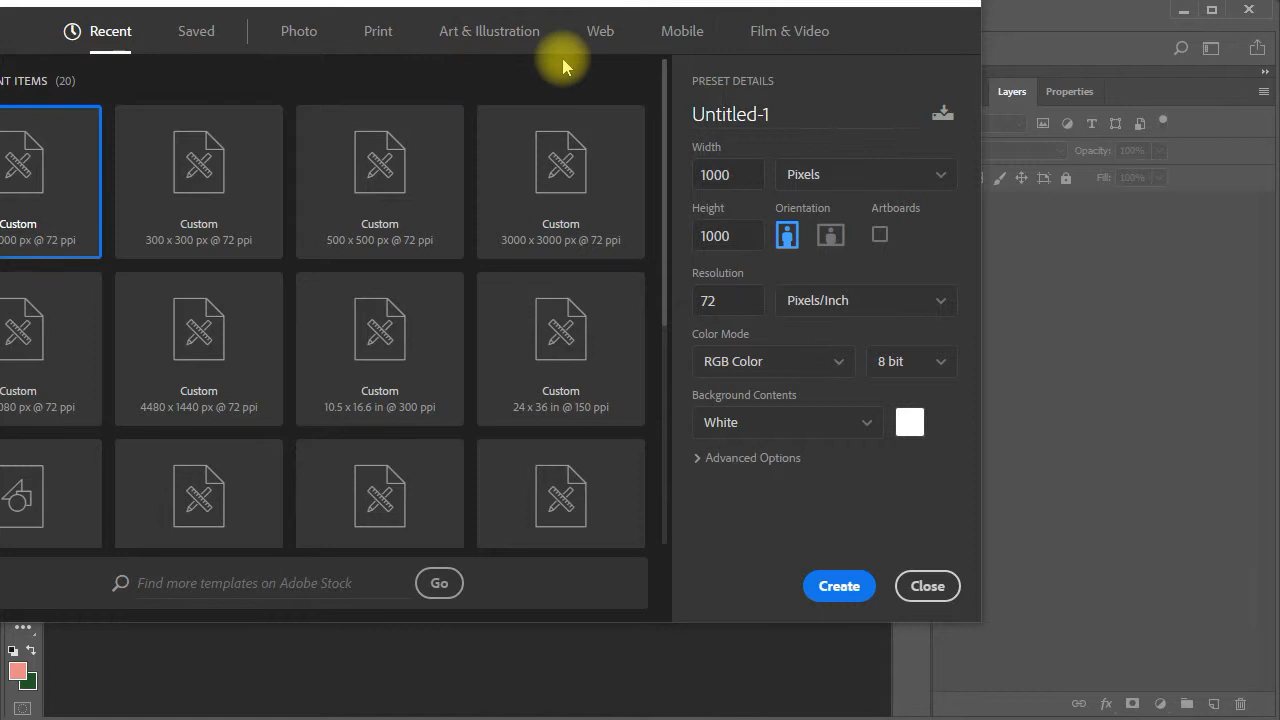 Recent Saved Photo Print Art & Illustration Web Mobile Film & Video
NT ITEMS (20)
Custom
000 px @ 72 ppi
Custom
300 x 300 px @ 72 ppi
Custom
500 x 500 px @ 72 ppi
Custom
3000 x 3000 px @ 72 ppi
Custom
080 px @ 72 ppi
Custom
4480 x 1440 px @ 72 ppi
Custom
10.5 x 16.6 in @ 300 ppi
Custom
24 x 36 in @ 150 ppi
Find more templates on Adobe Stock Go
PRESET DETAILS
Untitled-1
Width
1000 Pixels
Height Orientation Artboards
1000
Resolution
72 Pixels/Inch
Color Mode
RGB Color 8 bit
Background Contents
White
Advanced Options
Create Close
Layers Properties
Opacity: 100%
Fill: 100%